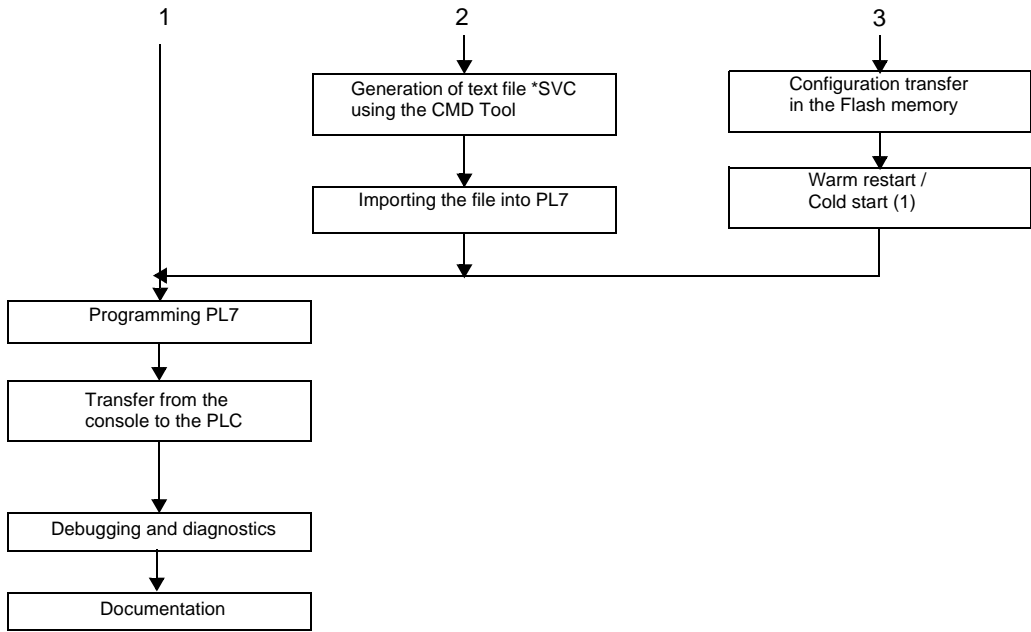 1
2
3
Generation of text file *SVC
using the CMD Tool
Configuration transfer
in the Flash memory
Importing the file into PL7
Warm restart /
Cold start (1)
Programming PL7
Transfer from the
console to the PLC
Debugging and diagnostics
Documentation